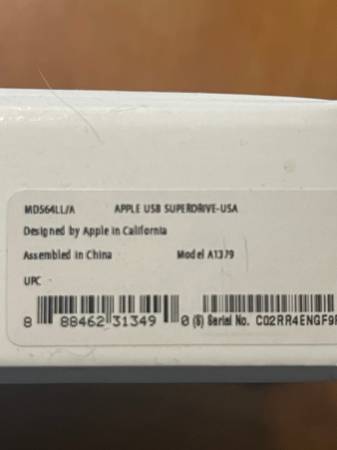 MD564LL/A APPLE USB SUPERDRIVE-USA
Designed by Apple in California
Assembled in China Model A1379
UPC
8 88462 31349 0 (S) Serial No. C02RR4ENGF9